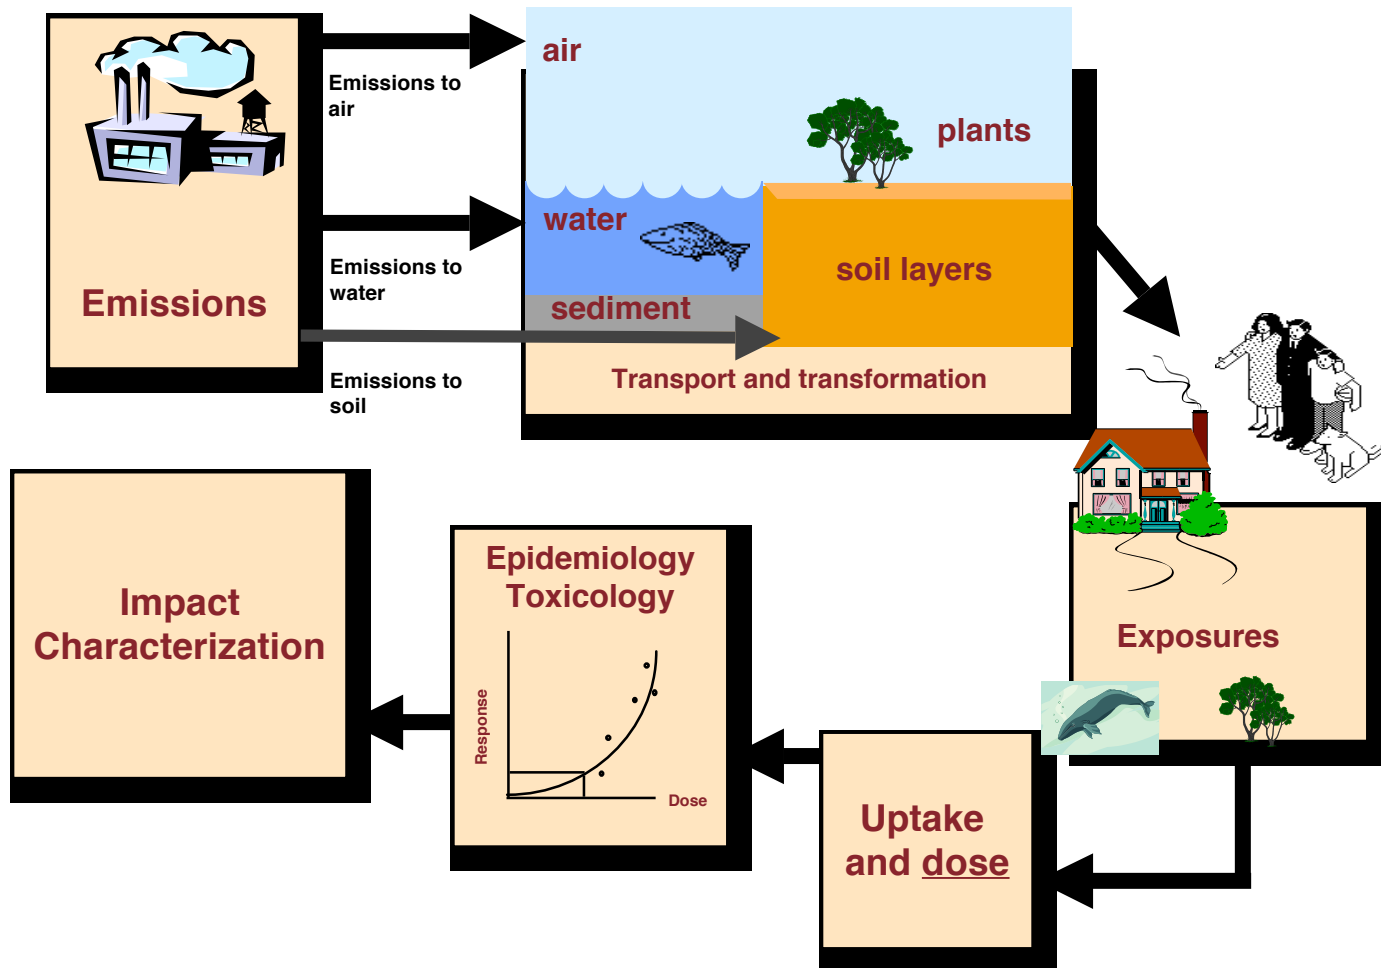 Emissions
Emissions to
air
Emissions to
water
Emissions to
soil
air
plants
water
soil layers
sediment
Transport and transformation
Exposures
Uptake
and dose
Epidemiology
Toxicology
Response
Dose
Impact
Characterization